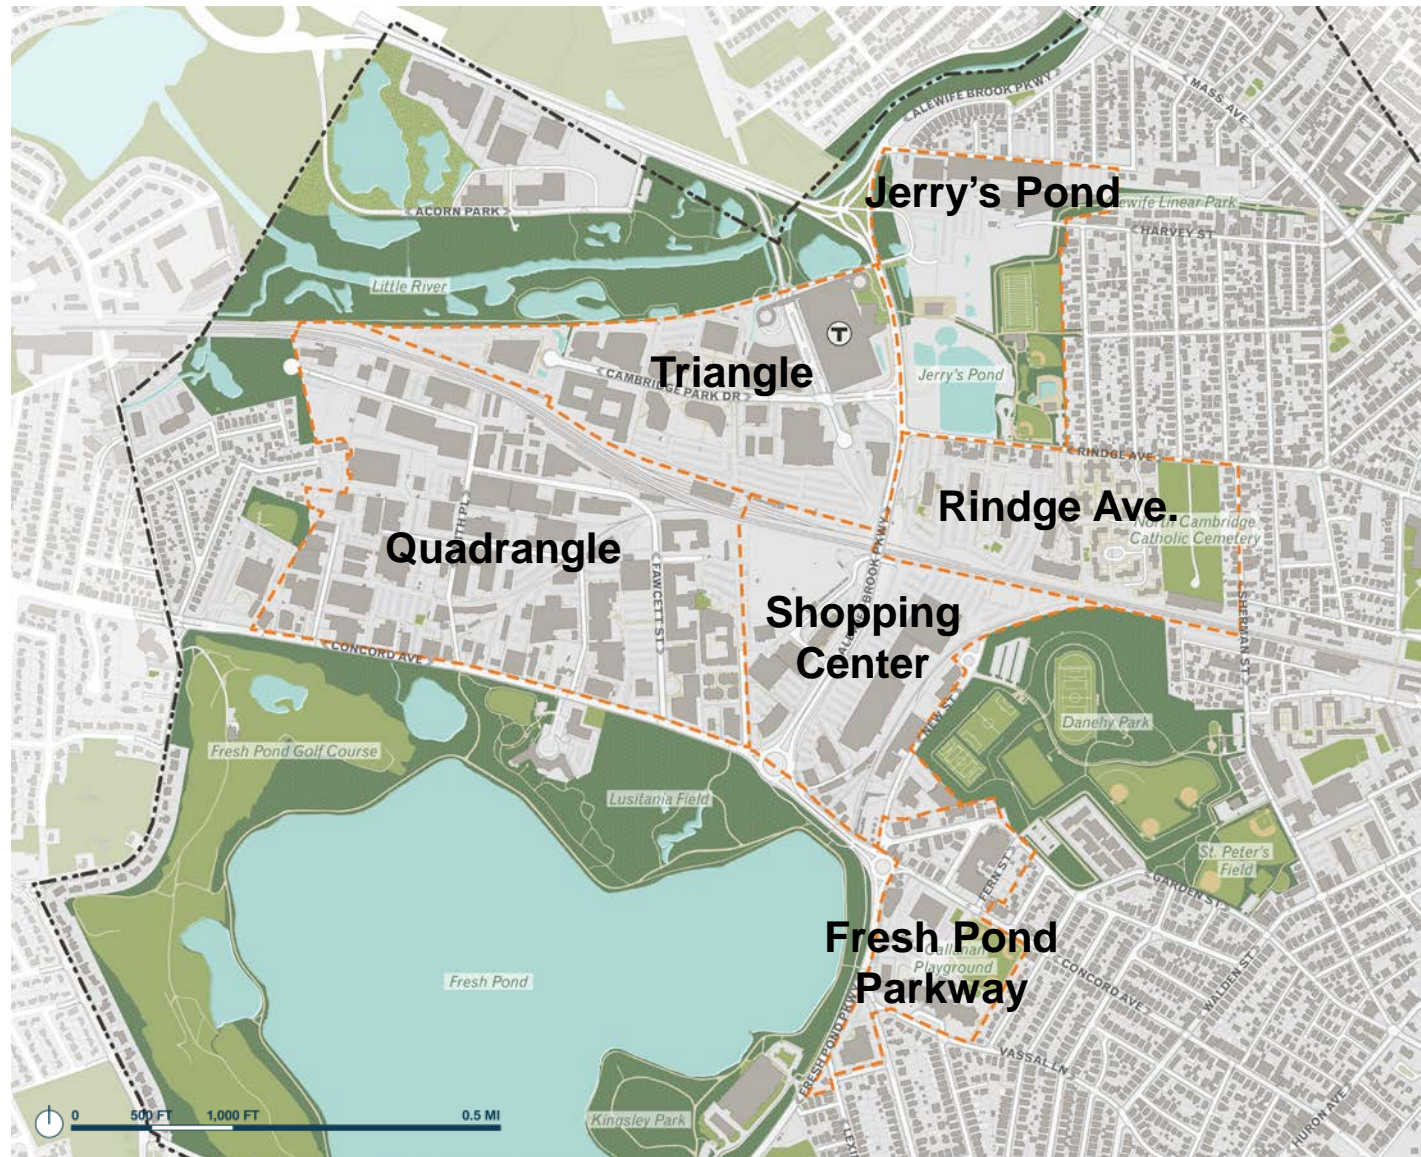 MASS. AVE
ALEWIFE BROOK PKWY
Jerry's Pond
ewife Linear Park
HARVEY ST
ACORN PARK
Little River
T
Triangle
CAMBRIDGE PARK DR
Jerry's Pond
RINDGE AVE
Rindge Ave.
North Cambridge
Catholic Cemetery
Quadrangle
FAWCETT ST
SHERMAN ST
Shopping
Center
CONCORD AVE
NEW ST
Danehy Park
Fresh Pond Golf Course
Lusitania Field
St. Peter's
Field
FERN ST
GARDEN ST
Fresh Pond
Parkway
Callanan
Playground
CONCORD AVE
WALDEN ST
Fresh Pond
FRESH POND PKWY
VASSAL LN
HURON AVE
Kingsley Park
0 500 FT 1,000 FT 0.5 MI